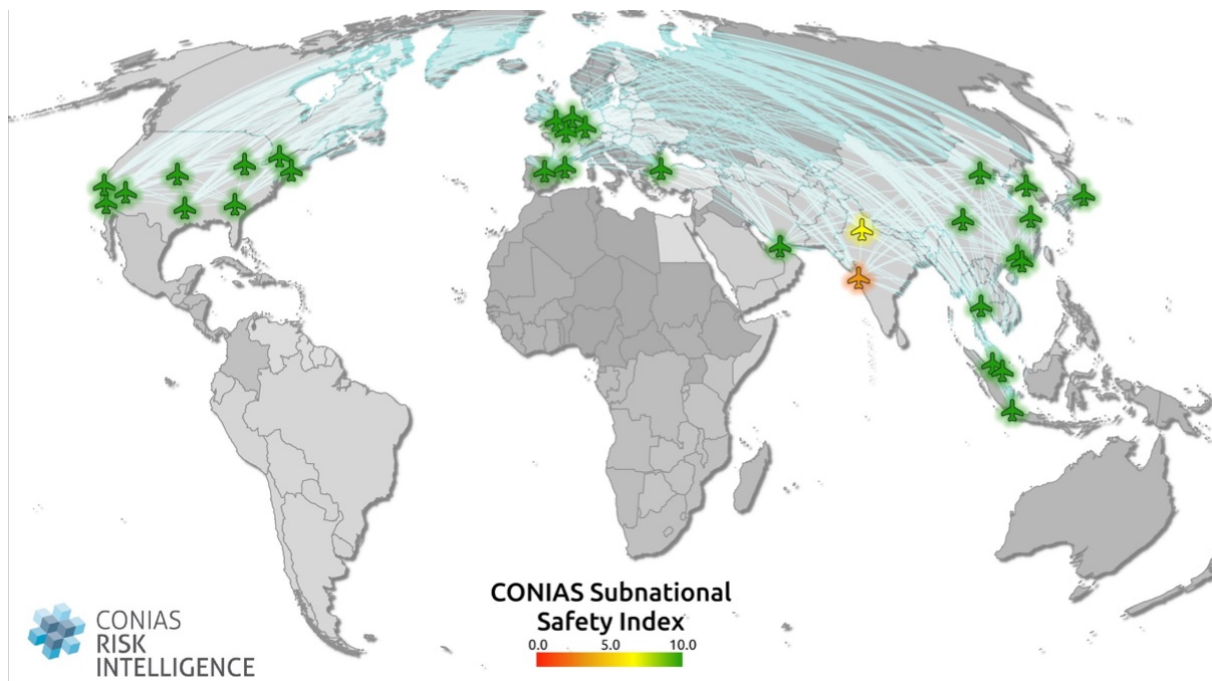 CONIAS Subnational
Safety Index
0.0 5.0 10.0
CONIAS
RISK
INTELLIGENCE